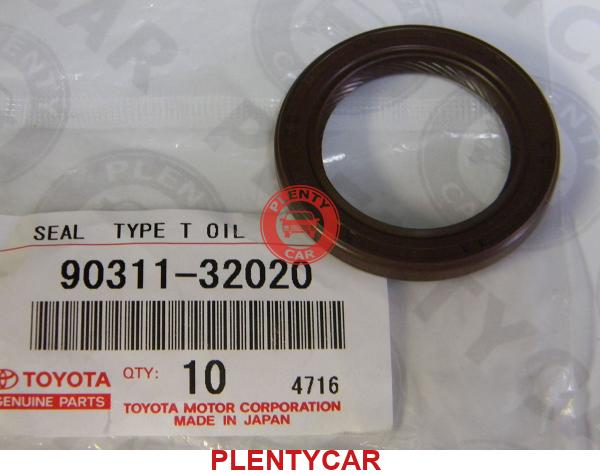 PLENTY
CAR
SEAL TYPE T OIL
90311-32020
TOYOTA
GENUINE PARTS
QTY: 10 4716
TOYOTA MOTOR CORPORATION
MADE IN JAPAN
PLENTYCAR